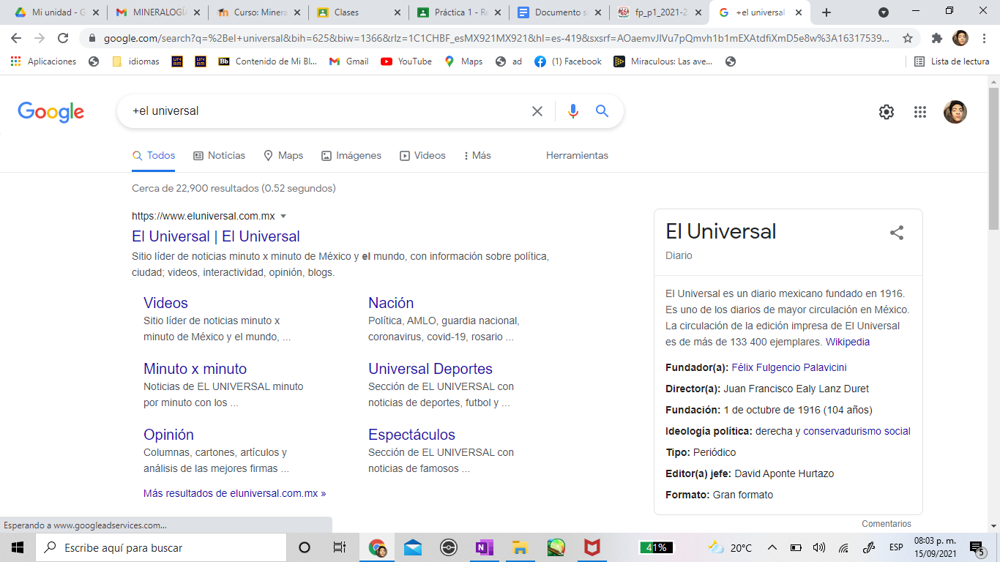 Mi unidad - G
MINERALOGÍA
Curso: Minera
Clases
Práctica 1 - Re
Documento si
fp_p1_2021-2
+el universal
google.com/search?q=%2Bel+universal&bih=625&biw=1366&rlz=1C1CHBF_esMX921MX921&hl=es-419&sxsrf=AOaemvJIVu7pQmvh1b1mEXAtdfiXmD5e8w%3A16317539...
Aplicaciones
idiomas
UNAM
UNAM
Bb
Contenido de Mi Bl...
Gmail
YouTube
Maps
ad
(1) Facebook
Miraculous: Las ave...
Lista de lectura
Google
+el universal
Todos
Noticias
Maps
Imágenes
Videos
Más
Herramientas
Cerca de 22,900 resultados (0.52 segundos)
https://www.eluniversal.com.mx
El Universal | El Universal
Sitio líder de noticias minuto x minuto de México y el mundo, con información sobre política,
ciudad; videos, interactividad, opinión, blogs.
Videos
Sitio líder de noticias minuto x
minuto de México y el mundo, ...
Nación
Política, AMLO, guardia nacional,
coronavirus, covid-19, rosario ...
Minuto x minuto
Noticias de EL UNIVERSAL minuto
por minuto con los ...
Universal Deportes
Sección de EL UNIVERSAL con
noticias de deportes, futbol y ...
Opinión
Columnas, cartones, artículos y
análisis de las mejores firmas ...
Espectáculos
Sección de EL UNIVERSAL con
noticias de famosos ...
Más resultados de eluniversal.com.mx »
El Universal
Diario
El Universal es un diario mexicano fundado en 1916.
Es uno de los diarios de mayor circulación en México.
La circulación de la edición impresa de El Universal
es de más de 133 400 ejemplares. Wikipedia
Fundador(a): Félix Fulgencio Palavicini
Director(a): Juan Francisco Ealy Lanz Duret
Fundación: 1 de octubre de 1916 (104 años)
Ideología política: derecha y conservadurismo social
Tipo: Periódico
Editor(a) jefe: David Aponte Hurtazo
Formato: Gran formato
Comentarios
Esperando a www.googleadservices.com...
Escribe aquí para buscar
N
41%
20°C
ESP
08:03 p. m.
15/09/2021
5